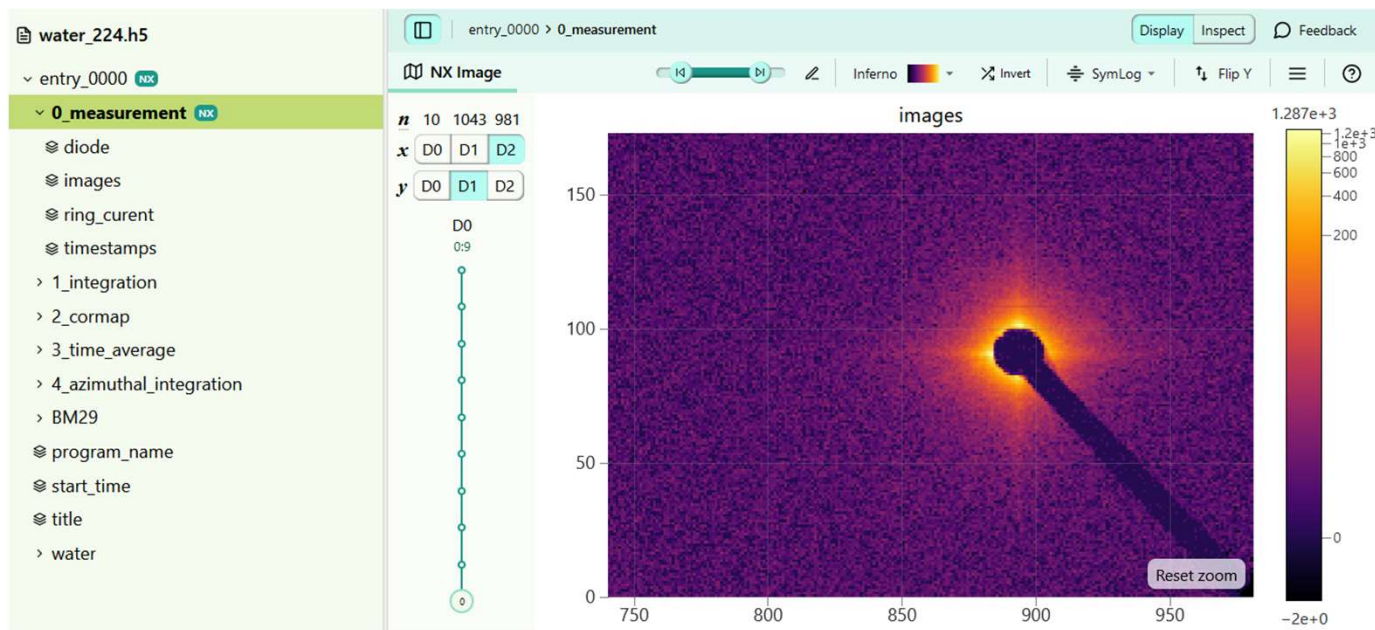 water_224.h5
entry_0000 NX
0_measurement NX
diode
images
ring_curent
timestamps
1_integration
2_cormap
3_time_average
4_azimuthal_integration
BM29
program_name
start_time
title
water
entry_0000 > 0_measurement
Display Inspect Feedback
NX Image
Inferno Invert SymLog Flip Y
n 10 1043 981
x D0 D1 D2
y D0 D1 D2
D0
0:9
0
images
150
100
50
0
750 800 850 900 950
Reset zoom
1.287e+3
1.2e+3
1e+3
800
600
400
200
0
−2e+0